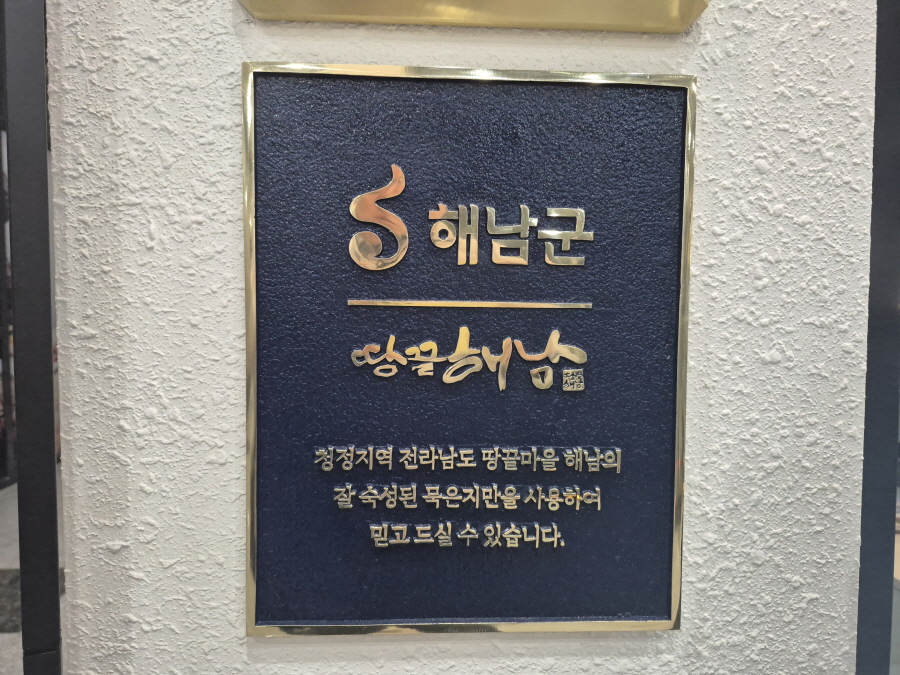 해남군
땅끝해남
청정지역 전라남도 땅끝마을 해남의
잘 숙성된 묵은지만을 사용하여
믿고 드실 수 있습니다.